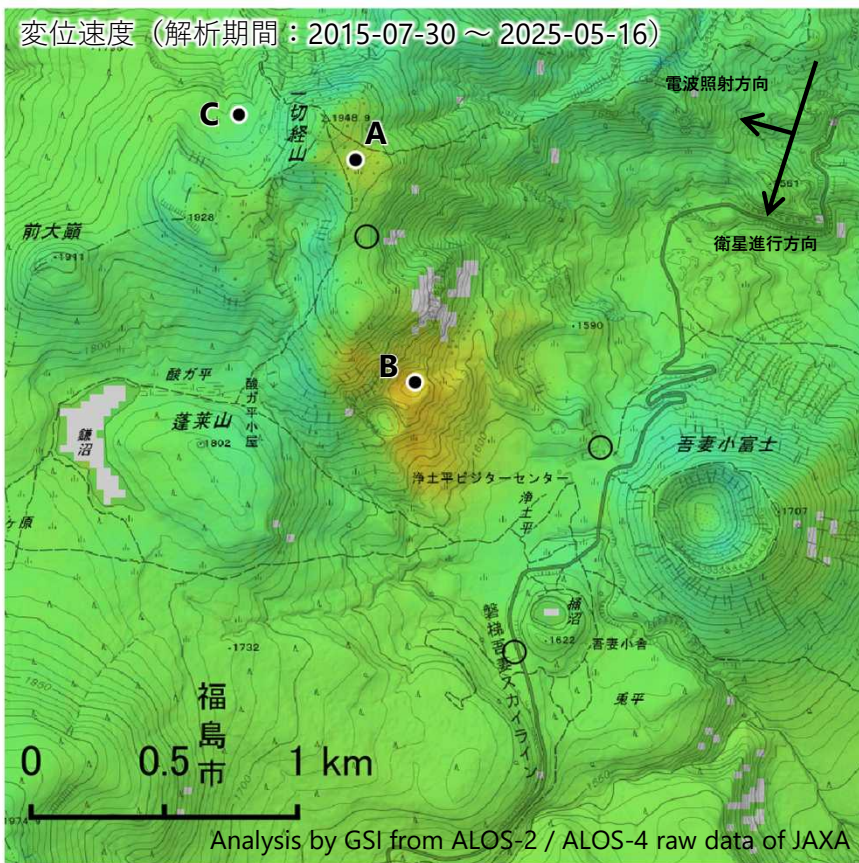 変位速度（解析期間：2015-07-30 ～ 2025-05-16）
電波照射方向
衛星進行方向
C
一切経山
1948.9
A
1928
前大巓
1911
1590
B
酸ガ平
酸ガ平小屋
蓬莱山
1802
鎌沼
1800
1600
吾妻小富士
浄土平ビジターセンター
浄土平
1707
ヶ原
1732
桶沼
1622
吾妻小舎
磐梯吾妻スカイライン
兎平
福島市
0 0.5 1 km
Analysis by GSI from ALOS-2 / ALOS-4 raw data of JAXA